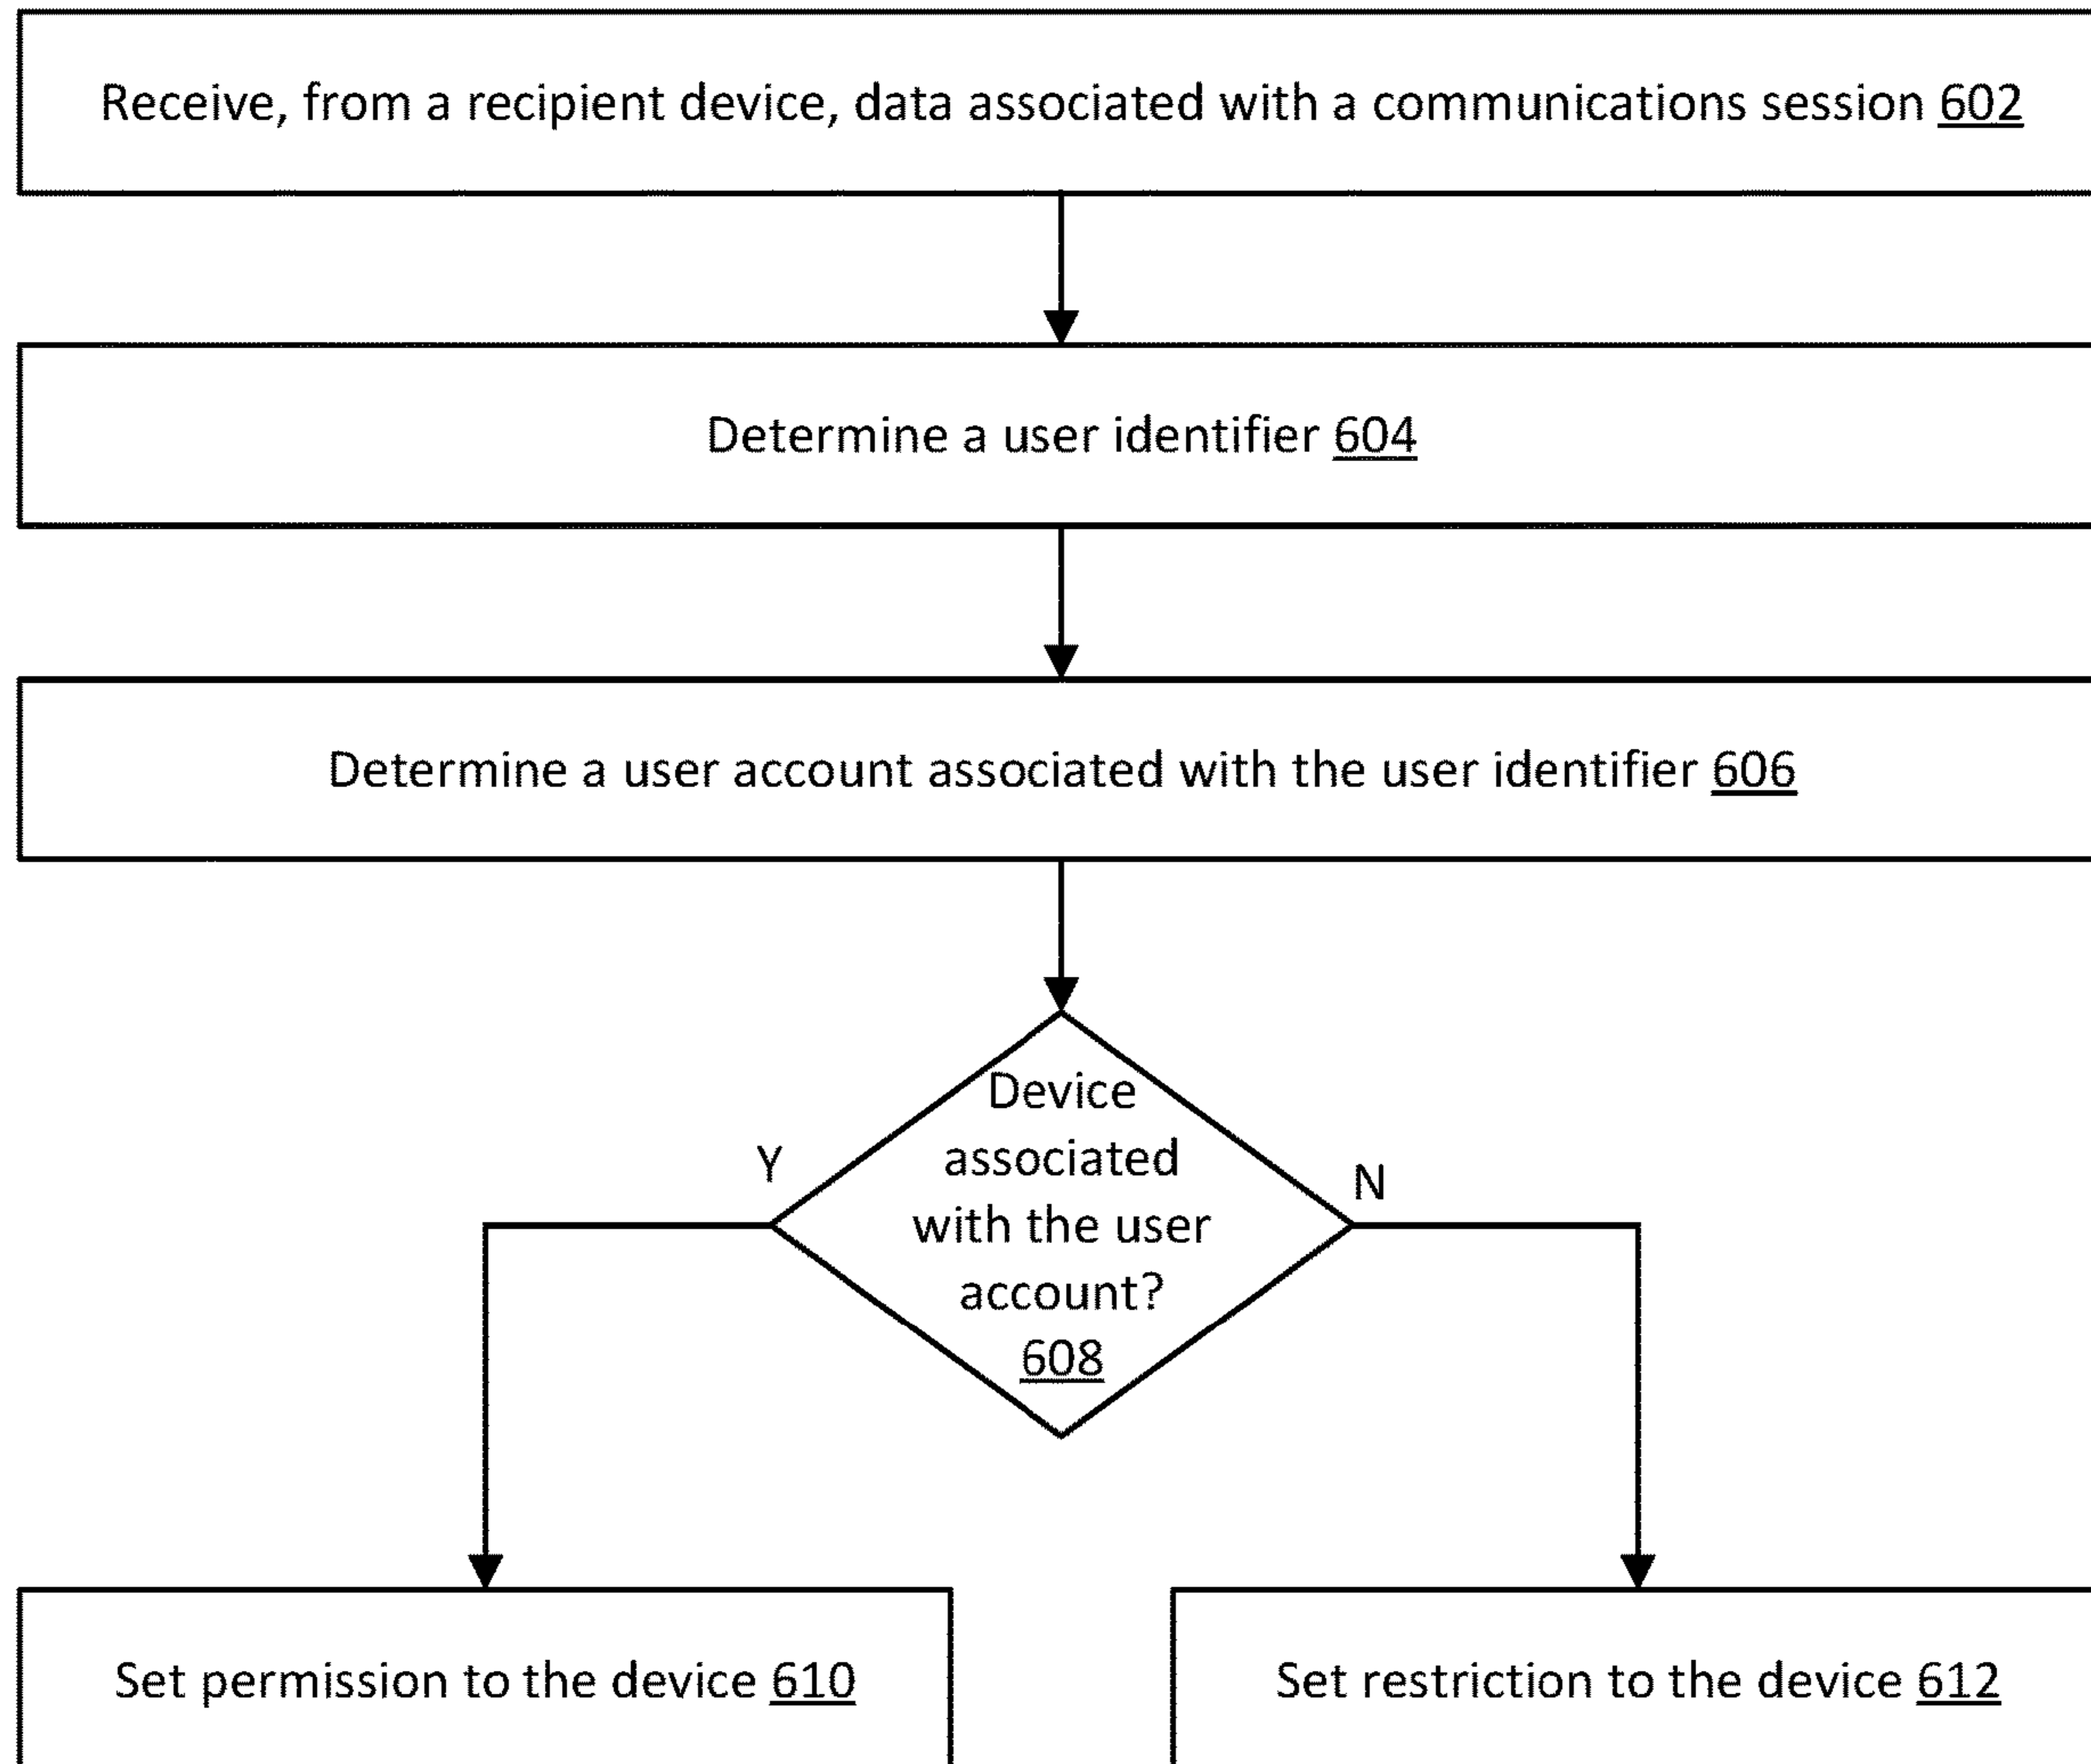 Receive, from a recipient device, data associated with a communications session 602
Determine a user identifier 604
Determine a user account associated with the user identifier 606
Device
associated
with the user
account?
608
Y
N
Set permission to the device 610
Set restriction to the device 612